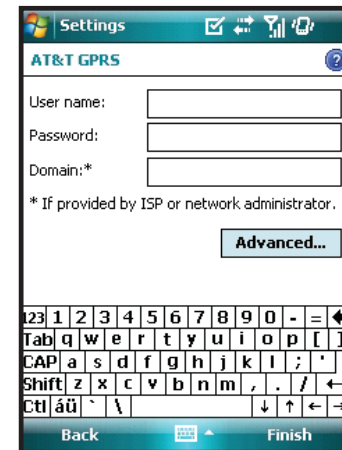 Settings
AT&T GPRS
User name:
Password:
Domain:*
* If provided by ISP or network administrator.
Advanced...
123 1 2 3 4 5 6 7 8 9 0 - =
Tab q w e r t y u i o p [ ]
CAP a s d f g h j k l ; '
Shift z x c v b n m , . / ←
Ctl áü ` \ ↓ ↑ ← →
Back Finish